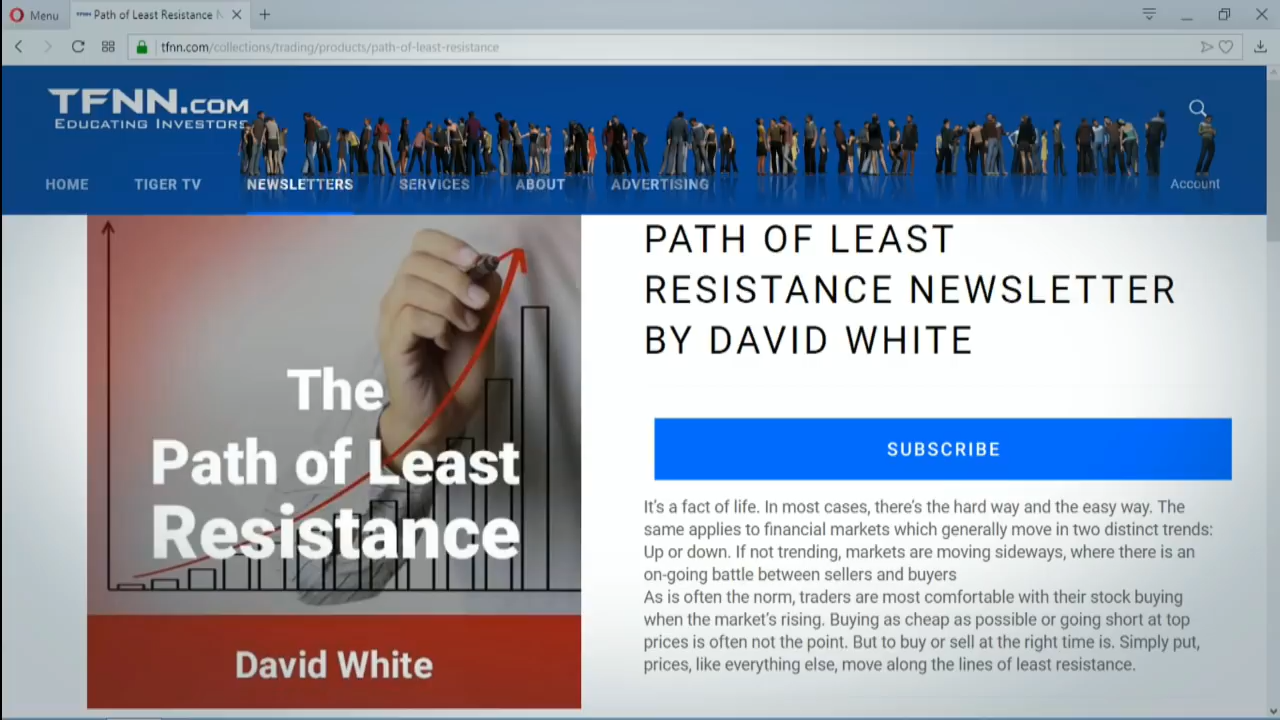 Menu
Path of Least Resistance N
tfnn.com/collections/trading/products/path-of-least-resistance
TFNN.COM
EDUCATING INVESTORS
HOME
TIGER TV
NEWSLETTERS
SERVICES
ABOUT
ADVERTISING
Account
The
Path of Least
Resistance
David White
PATH OF LEAST
RESISTANCE NEWSLETTER
BY DAVID WHITE
SUBSCRIBE
It's a fact of life. In most cases, there's the hard way and the easy way. The
same applies to financial markets which generally move in two distinct trends:
Up or down. If not trending, markets are moving sideways, where there is an
on-going battle between sellers and buyers
As is often the norm, traders are most comfortable with their stock buying
when the market's rising. Buying as cheap as possible or going short at top
prices is often not the point. But to buy or sell at the right time is. Simply put,
prices, like everything else, move along the lines of least resistance.